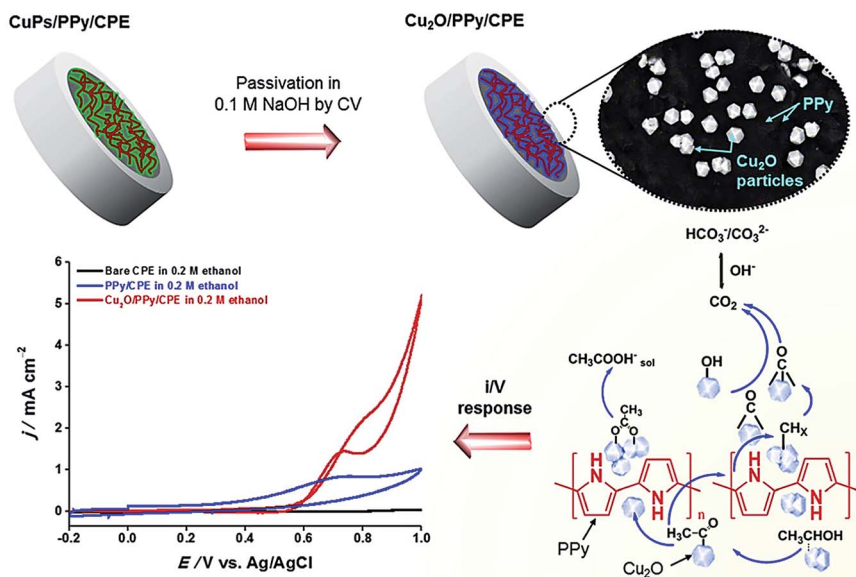 CuPs/PPy/CPE
Passivation in
0.1 M NaOH by CV
Cu₂O/PPy/CPE
PPy
Cu₂O
particles
Bare CPE in 0.2 M ethanol
PPy/CPE in 0.2 M ethanol
Cu₂O/PPy/CPE in 0.2 M ethanol
j / mA cm⁻²
6
5
4
3
2
1
0
-0.2 0.0 0.2 0.4 0.6 0.8 1.0
E /V vs. Ag/AgCl
i/V
response
HCO₃⁻/CO₃²⁻
OH⁻
CO₂
CH₃COOH⁻ sol
OH
O
C
O
C
CH₃
C
O O
CHx
H
N
N
H
n
H
N
N
H
H₃C-C
O
CH₃CHOH
PPy
Cu₂O